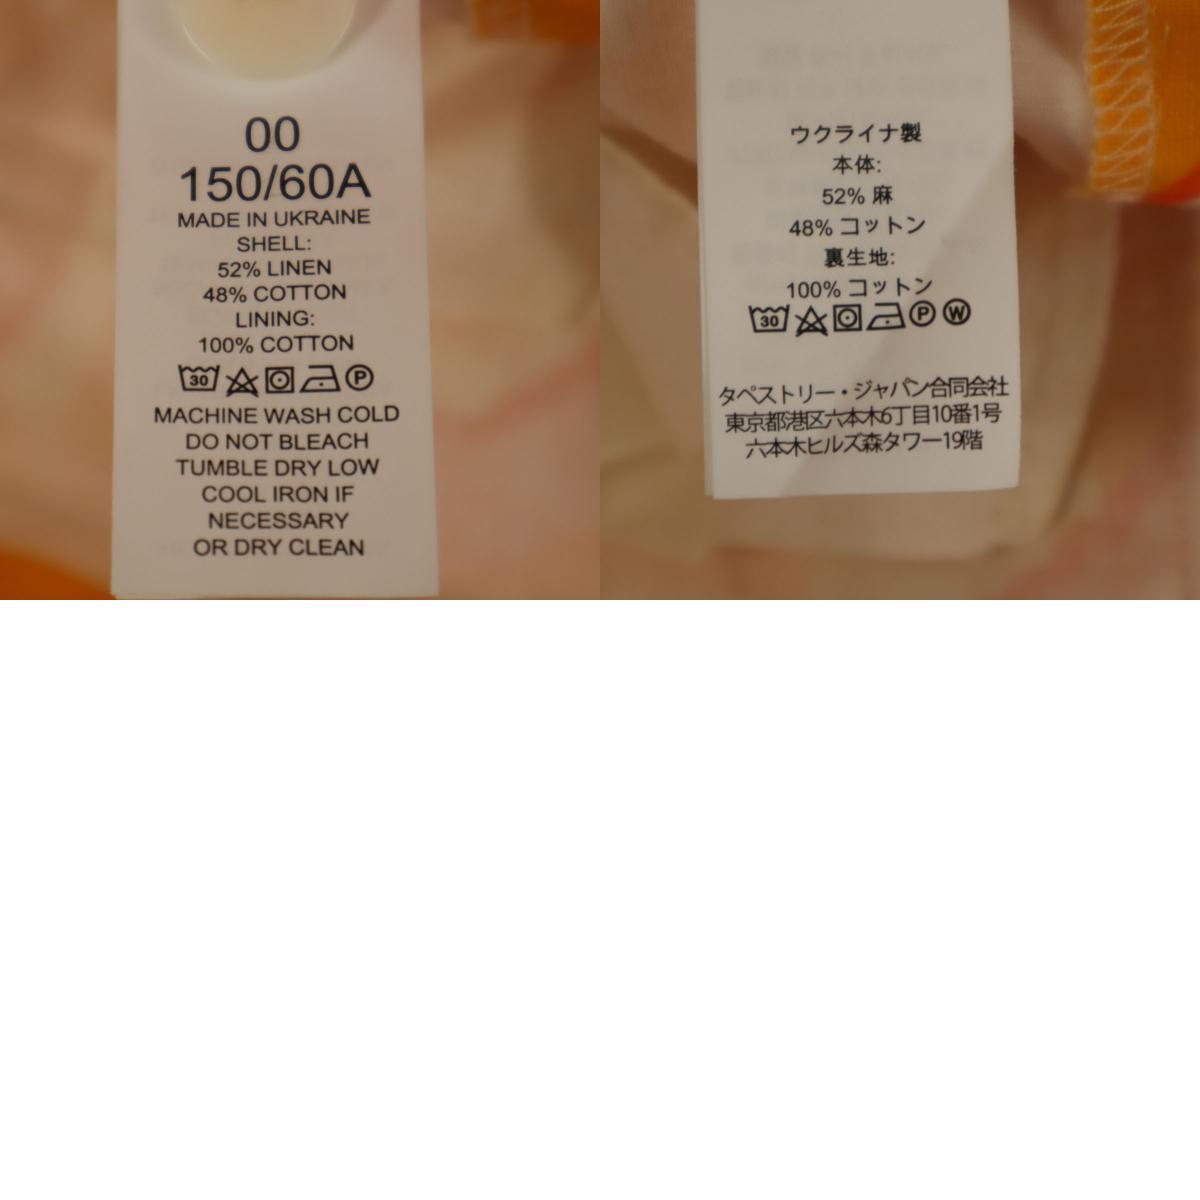 00
150/60A
MADE IN UKRAINE
SHELL:
52% LINEN
48% COTTON
LINING:
100% COTTON
30 P
MACHINE WASH COLD
DO NOT BLEACH
TUMBLE DRY LOW
COOL IRON IF
NECESSARY
OR DRY CLEAN
ウクライナ製
本体:
52% 麻
48% コットン
裏生地:
100% コットン
30 P W
タペストリー・ジャパン合同会社
東京都港区六本木6丁目10番1号
六本木ヒルズ森タワー19階